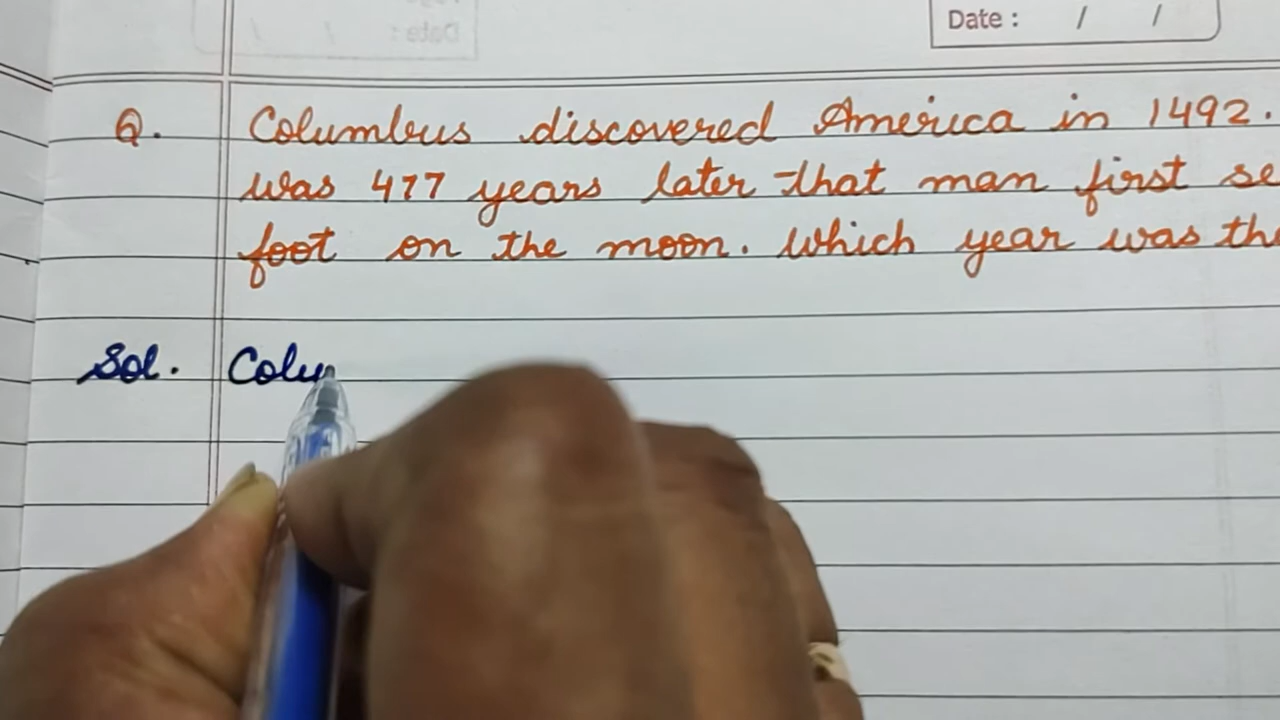 Date : / /
Q. Columbus discovered America in 1492.
was 477 years later that man first se
foot on the moon. Which year was the
Sol. Colu